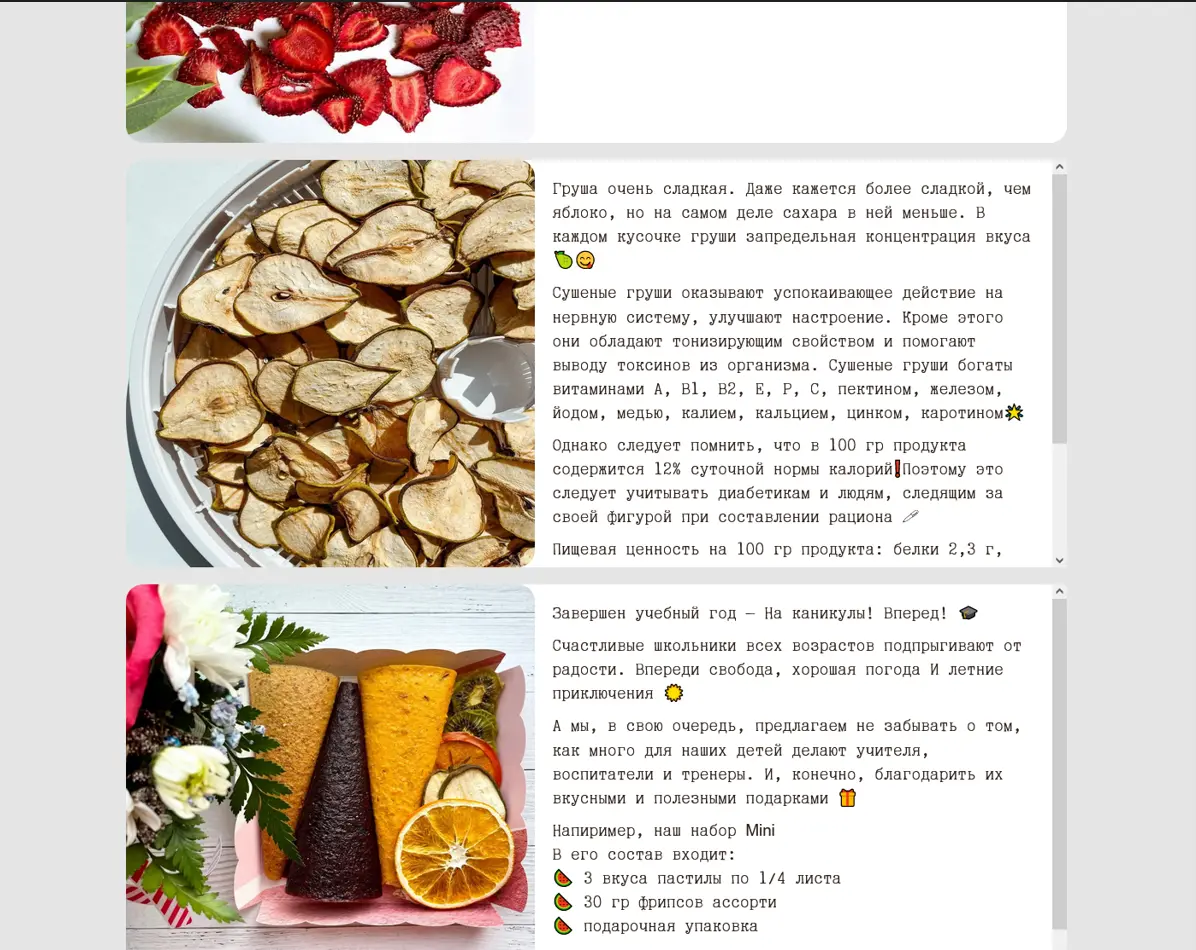 Груша очень сладкая. Даже кажется более сладкой, чем
яблоко, но на самом деле сахара в ней меньше. В
каждом кусочке груши запредельная концентрация вкуса
🍐😋
Сушеные груши оказывают успокаивающее действие на
нервную систему, улучшают настроение. Кроме этого
они обладают тонизирующим свойством и помогают
выводу токсинов из организма. Сушеные груши богаты
витаминами А, В1, В2, Е, Р, С, пектином, железом,
йодом, медью, калием, кальцием, цинком, каротином🌟
Однако следует помнить, что в 100 гр продукта
содержится 12% суточной нормы калорий❗Поэтому это
следует учитывать диабетикам и людям, следящим за
своей фигурой при составлении рациона 🥖
Пищевая ценность на 100 гр продукта: белки 2,3 г,
Завершен учебный год — На каникулы! Вперед! 🎓
Счастливые школьники всех возрастов подпрыгивают от
радости. Впереди свобода, хорошая погода И летние
приключения ☀
А мы, в свою очередь, предлагаем не забывать о том,
как много для наших детей делают учителя,
воспитатели и тренеры. И, конечно, благодарить их
вкусными и полезными подарками 🎁
Напиример, наш набор Mini
В его состав входит:
🍉 3 вкуса пастилы по 1/4 листа
🍉 30 гр фрипсов ассорти
🍉 подарочная упаковка